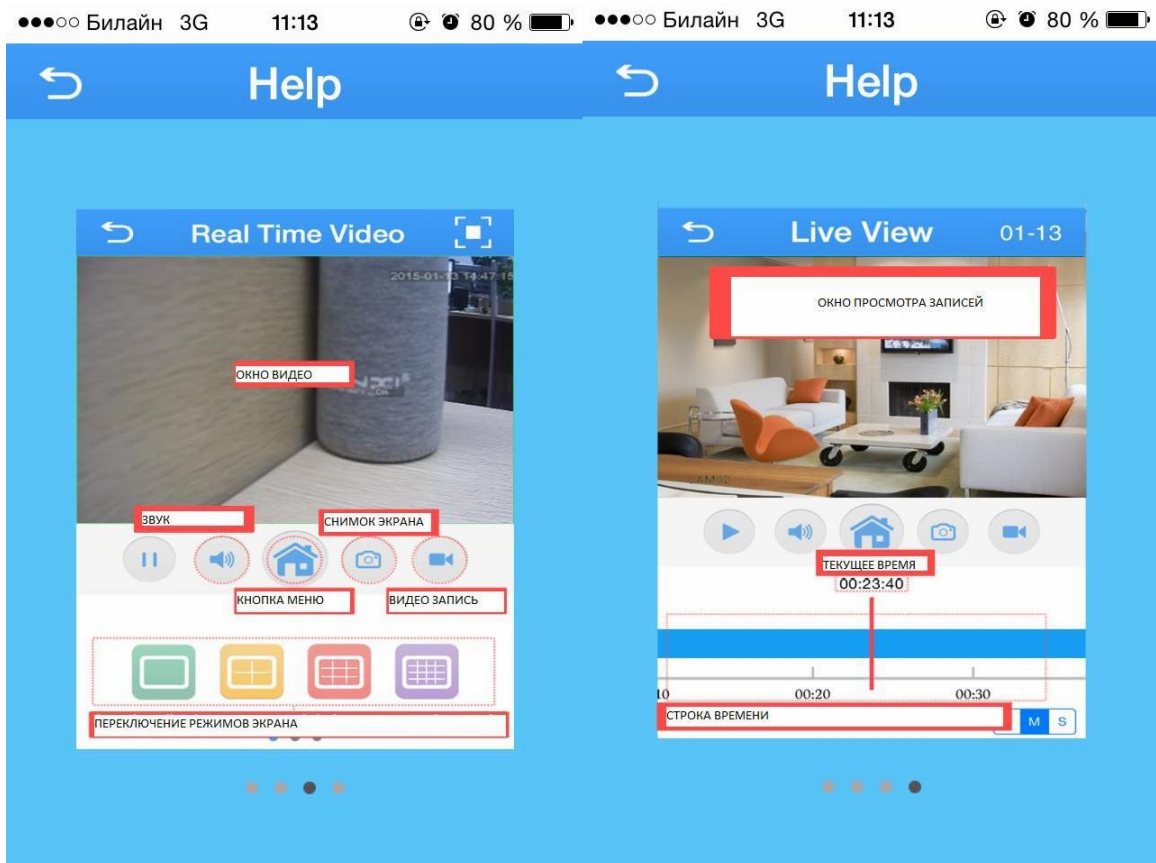 Билайн 3G 11:13 80 %
Help
Real Time Video
2015-01-13 14:47:15
ОКНО ВИДЕО
ЗВУК
СНИМОК ЭКРАНА
КНОПКА МЕНЮ
ВИДЕО ЗАПИСЬ
ПЕРЕКЛЮЧЕНИЕ РЕЖИМОВ ЭКРАНА
Билайн 3G 11:13 80 %
Help
Live View 01-13
ОКНО ПРОСМОТРА ЗАПИСЕЙ
CAM02
ТЕКУЩЕЕ ВРЕМЯ
00:23:40
10 00:20 00:30
СТРОКА ВРЕМЕНИ
M S